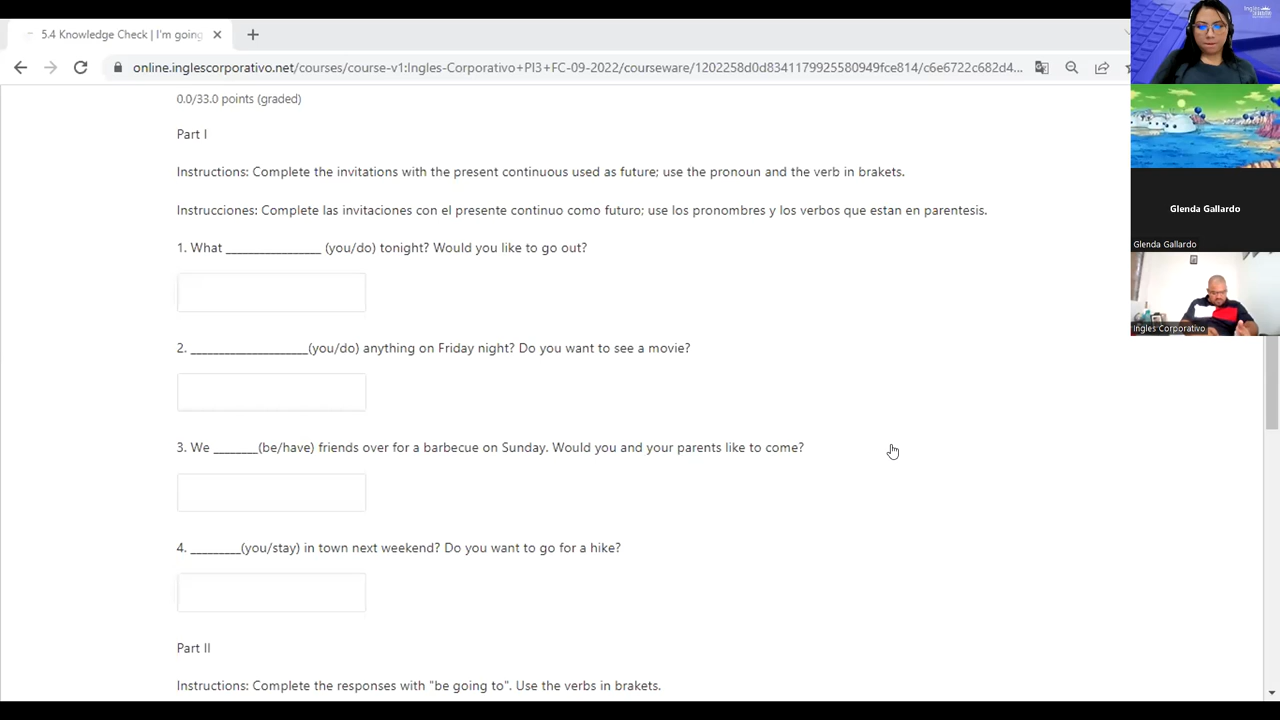 5.4 Knowledge Check | I'm going
online.inglescorporativo.net/courses/course-v1:Ingles-Corporativo+PI3+FC-09-2022/courseware/1202258d0d8341179925580949fce814/c6e6722c682d4...
0.0/33.0 points (graded)
Part I
Instructions: Complete the invitations with the present continuous used as future; use the pronoun and the verb in brakets.
Instrucciones: Complete las invitaciones con el presente continuo como futuro; use los pronombres y los verbos que estan en parentesis.
1. What _________________ (you/do) tonight? Would you like to go out?
2. _____________________(you/do) anything on Friday night? Do you want to see a movie?
3. We ________(be/have) friends over for a barbecue on Sunday. Would you and your parents like to come?
4. _________(you/stay) in town next weekend? Do you want to go for a hike?
Part II
Instructions: Complete the responses with "be going to". Use the verbs in brakets.
Glenda Gallardo
Glenda Gallardo
Ingles Corporativo